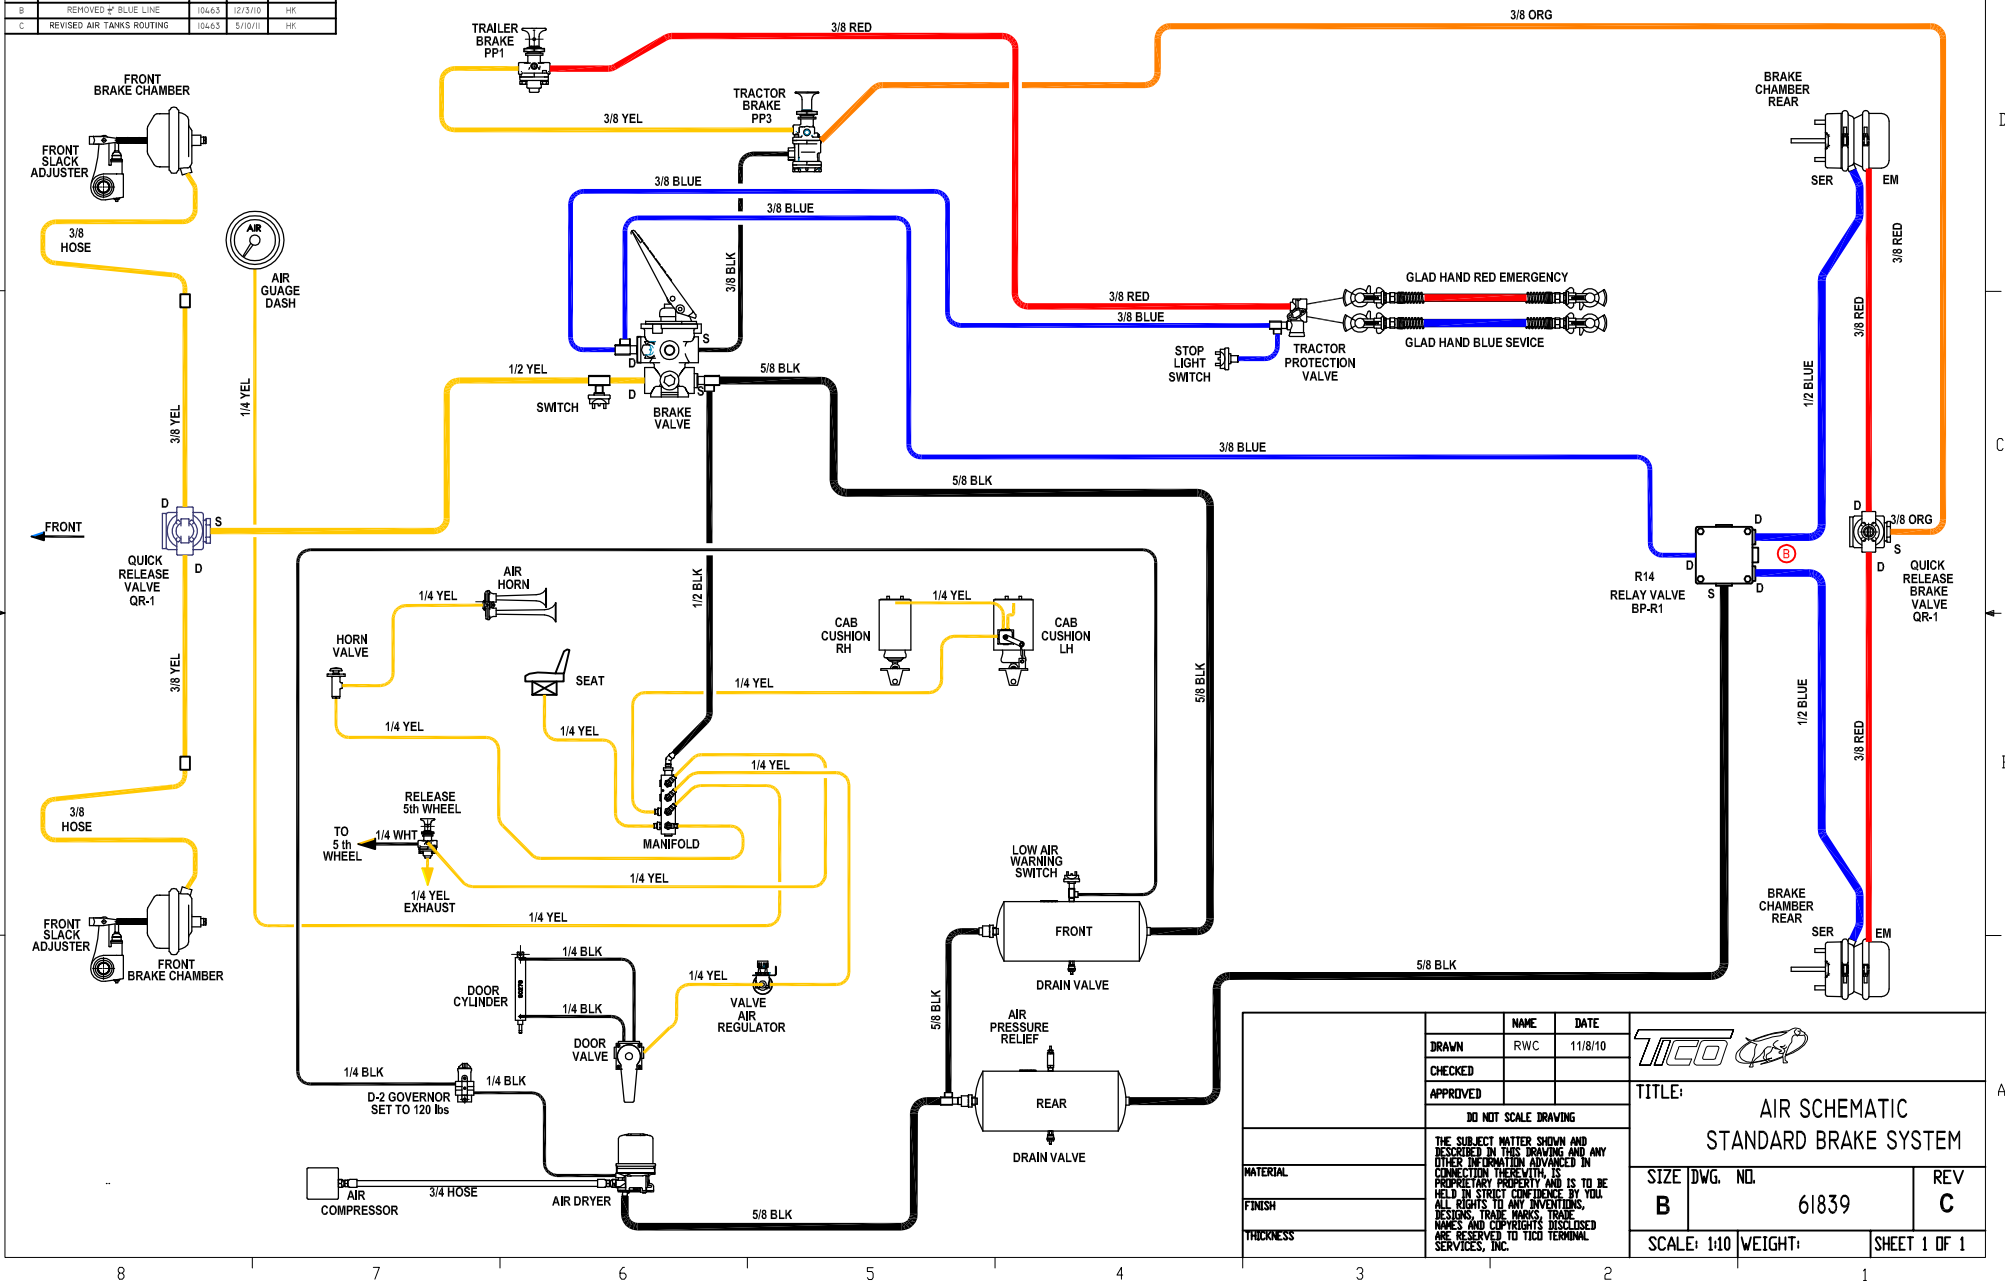 B REMOVED ½" BLUE LINE 10463 12/3/10 HK
C REVISED AIR TANKS ROUTING 10463 5/10/11 HK
3/8 ORG
TRAILER
BRAKE
PP1
3/8 RED
FRONT
BRAKE CHAMBER
TRACTOR
BRAKE
PP3
BRAKE
CHAMBER
REAR
3/8 YEL
FRONT
SLACK
ADJUSTER
SER
EM
3/8 BLUE
3/8 BLUE
3/8
HOSE
AIR
AIR
GUAGE
DASH
3/8 BLK
3/8 RED
GLAD HAND RED EMERGENCY
3/8 RED
3/8 BLUE
3/8 RED
GLAD HAND BLUE SEVICE
STOP
LIGHT
SWITCH
TRACTOR
PROTECTION
VALVE
S
D
1/2 YEL
5/8 BLK
SWITCH
D
S
BRAKE
VALVE
1/4 YEL
3/8 YEL
1/2 BLUE
3/8 BLUE
5/8 BLK
D
S
FRONT
D
QUICK
RELEASE
VALVE
QR-1
D
D
3/8 ORG
S
B
D
D
D
S
R14
RELAY VALVE
BP-R1
QUICK
RELEASE
BRAKE
VALVE
QR-1
AIR
HORN
1/4 YEL
1/2 BLK
1/4 YEL
HORN
VALVE
CAB
CUSHION
RH
CAB
CUSHION
LH
3/8 YEL
SEAT
1/4 YEL
5/8 BLK
1/2 BLUE
1/4 YEL
1/4 YEL
3/8 RED
1/4 YEL
RELEASE
5th WHEEL
3/8
HOSE
TO
5 th
WHEEL
1/4 WHT
MANIFOLD
1/4 YEL
1/4 YEL
EXHAUST
LOW AIR
WARNING
SWITCH
1/4 YEL
FRONT
SLACK
ADJUSTER
FRONT
BRAKE CHAMBER
BRAKE
CHAMBER
REAR
SER
EM
FRONT
1/4 BLK
DOOR
CYLINDER
1/4 YEL
5/8 BLK
DRAIN VALVE
VALVE
AIR
REGULATOR
1/4 BLK
5/8 BLK
AIR
PRESSURE
RELIEF
DOOR
VALVE
1/4 BLK
1/4 BLK
D-2 GOVERNOR
SET TO 120 lbs
REAR
DRAIN VALVE
AIR
COMPRESSOR
3/4 HOSE
AIR DRYER
5/8 BLK
NAME DATE
DRAWN RWC 11/8/10
CHECKED
APPROVED
DO NOT SCALE DRAWING
THE SUBJECT MATTER SHOWN AND
DESCRIBED IN THIS DRAWING AND ANY
OTHER INFORMATION ADVANCED IN
CONNECTION THEREWITH, IS
PROPRIETARY PROPERTY AND IS TO BE
HELD IN STRICT CONFIDENCE BY YOU.
ALL RIGHTS TO ANY INVENTIONS,
DESIGNS, TRADE MARKS, TRADE
NAMES AND COPYRIGHTS DISCLOSED
ARE RESERVED TO TICO TERMINAL
SERVICES, INC.
MATERIAL
FINISH
THICKNESS
TICO
TITLE:
AIR SCHEMATIC
STANDARD BRAKE SYSTEM
SIZE DWG. NO. REV
B 61839 C
SCALE: 1:10 WEIGHT: SHEET 1 OF 1
D
C
A
8 7 6 5 4 3 2 1